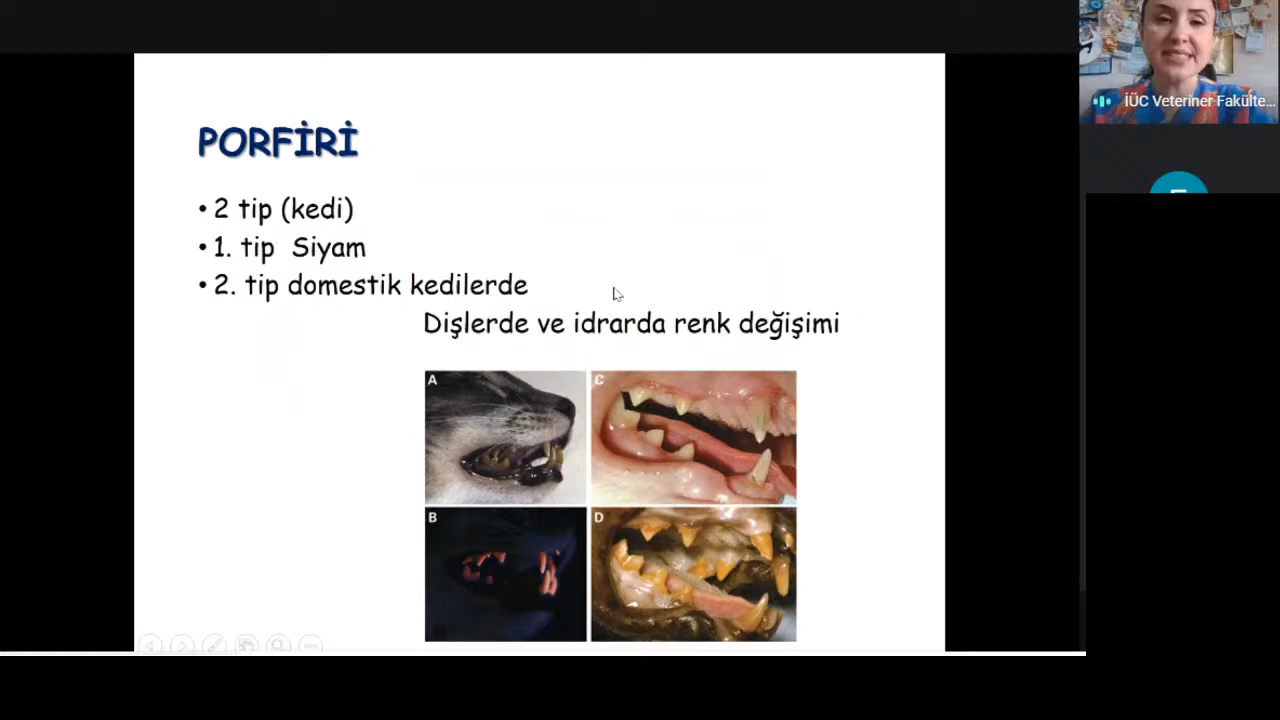 PORFİRİ
• 2 tip (kedi)
• 1. tip Siyam
• 2. tip domestik kedilerde
Dişlerde ve idrarda renk değişimi
A
C
B
D
İÜC Veteriner Fakülte...